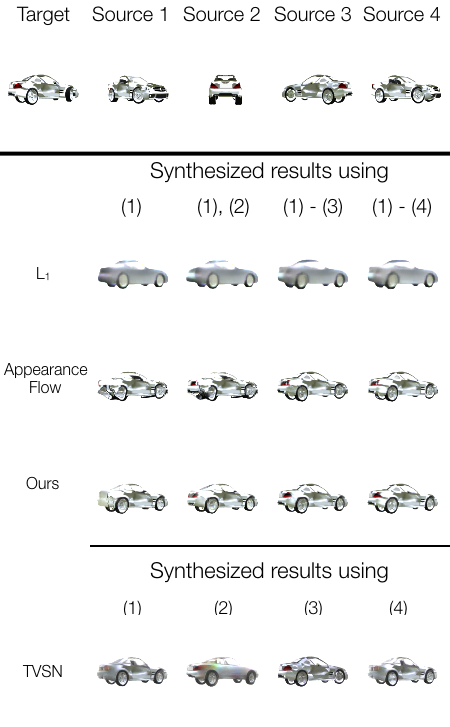 Target Source 1 Source 2 Source 3 Source 4
Synthesized results using
(1) (1), (2) (1) - (3) (1) - (4)
L1
Appearance
Flow
Ours
Synthesized results using
(1) (2) (3) (4)
TVSN